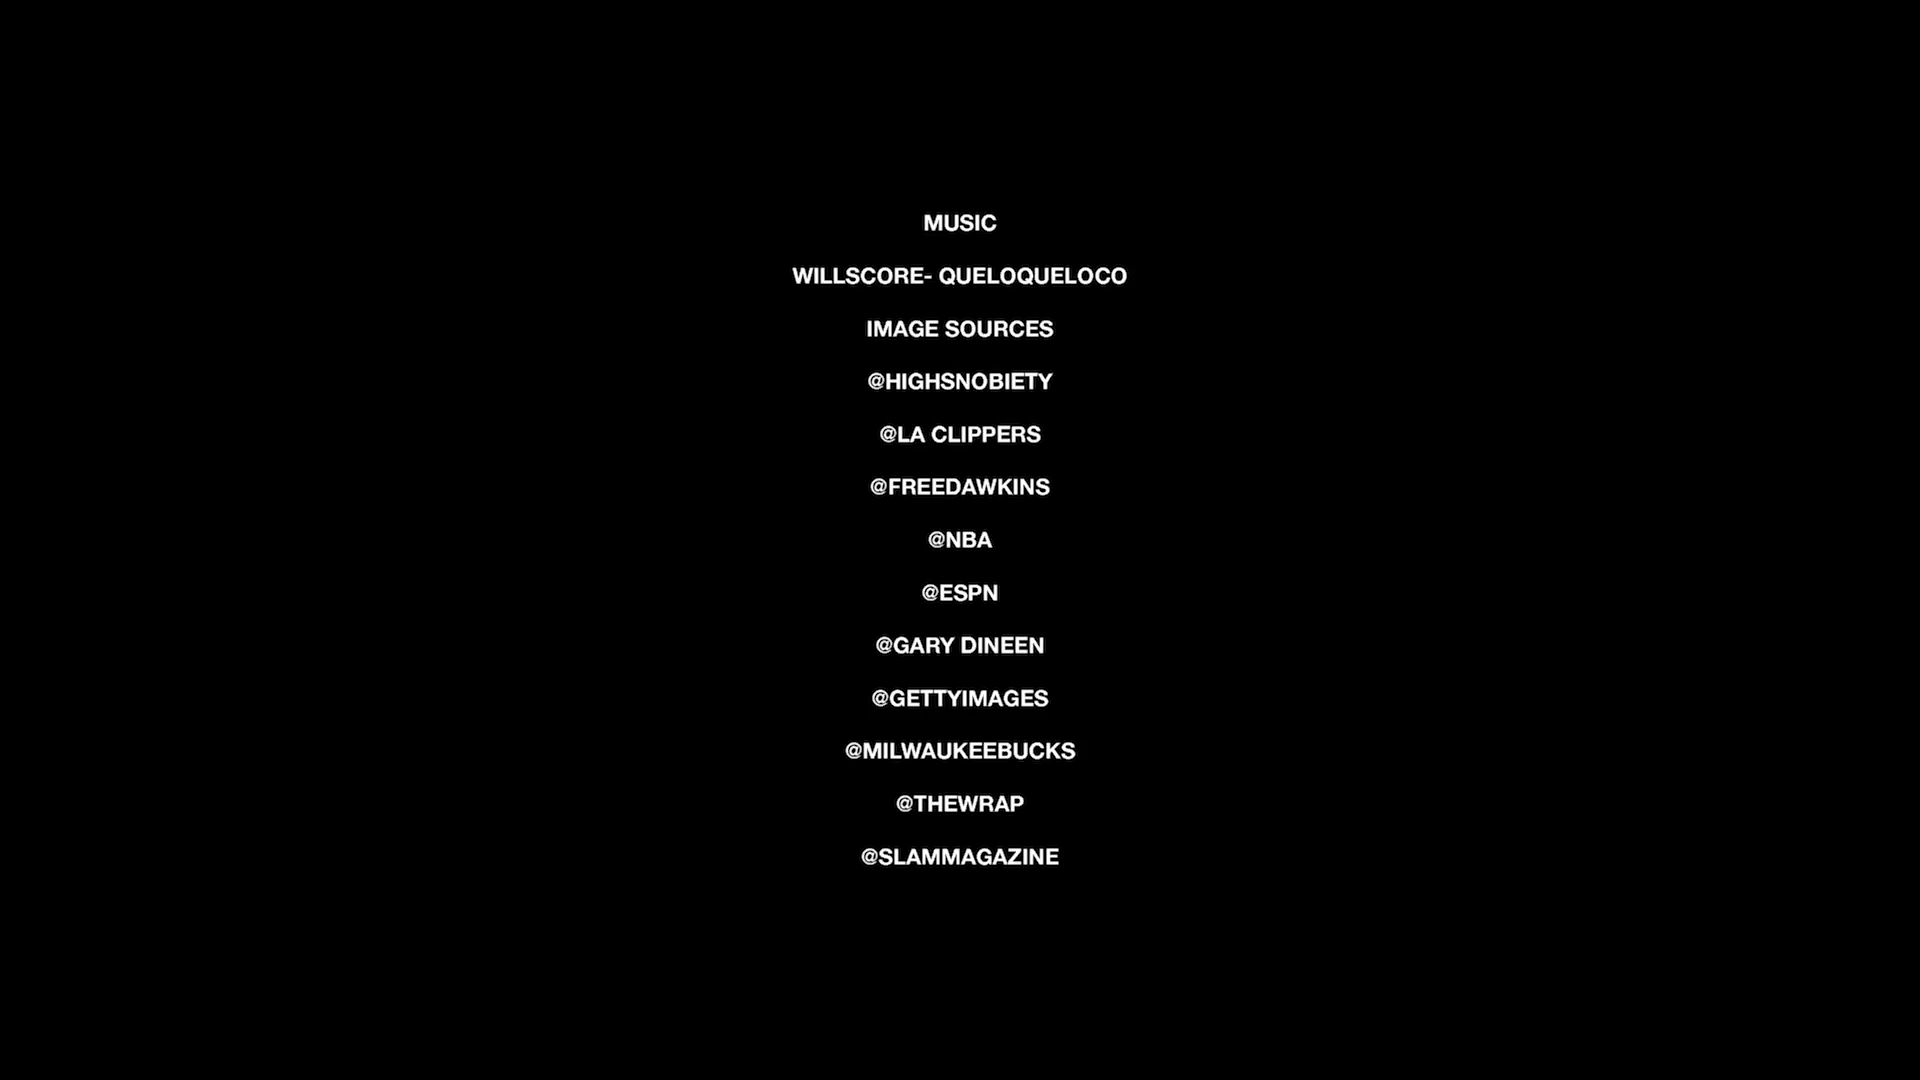 MUSIC
WILLSCORE- QUELOQUELOCO
IMAGE SOURCES
@HIGHSNOBIETY
@LA CLIPPERS
@FREEDAWKINS
@NBA
@ESPN
@GARY DINEEN
@GETTYIMAGES
@MILWAUKEEBUCKS
@THEWRAP
@SLAMMAGAZINE